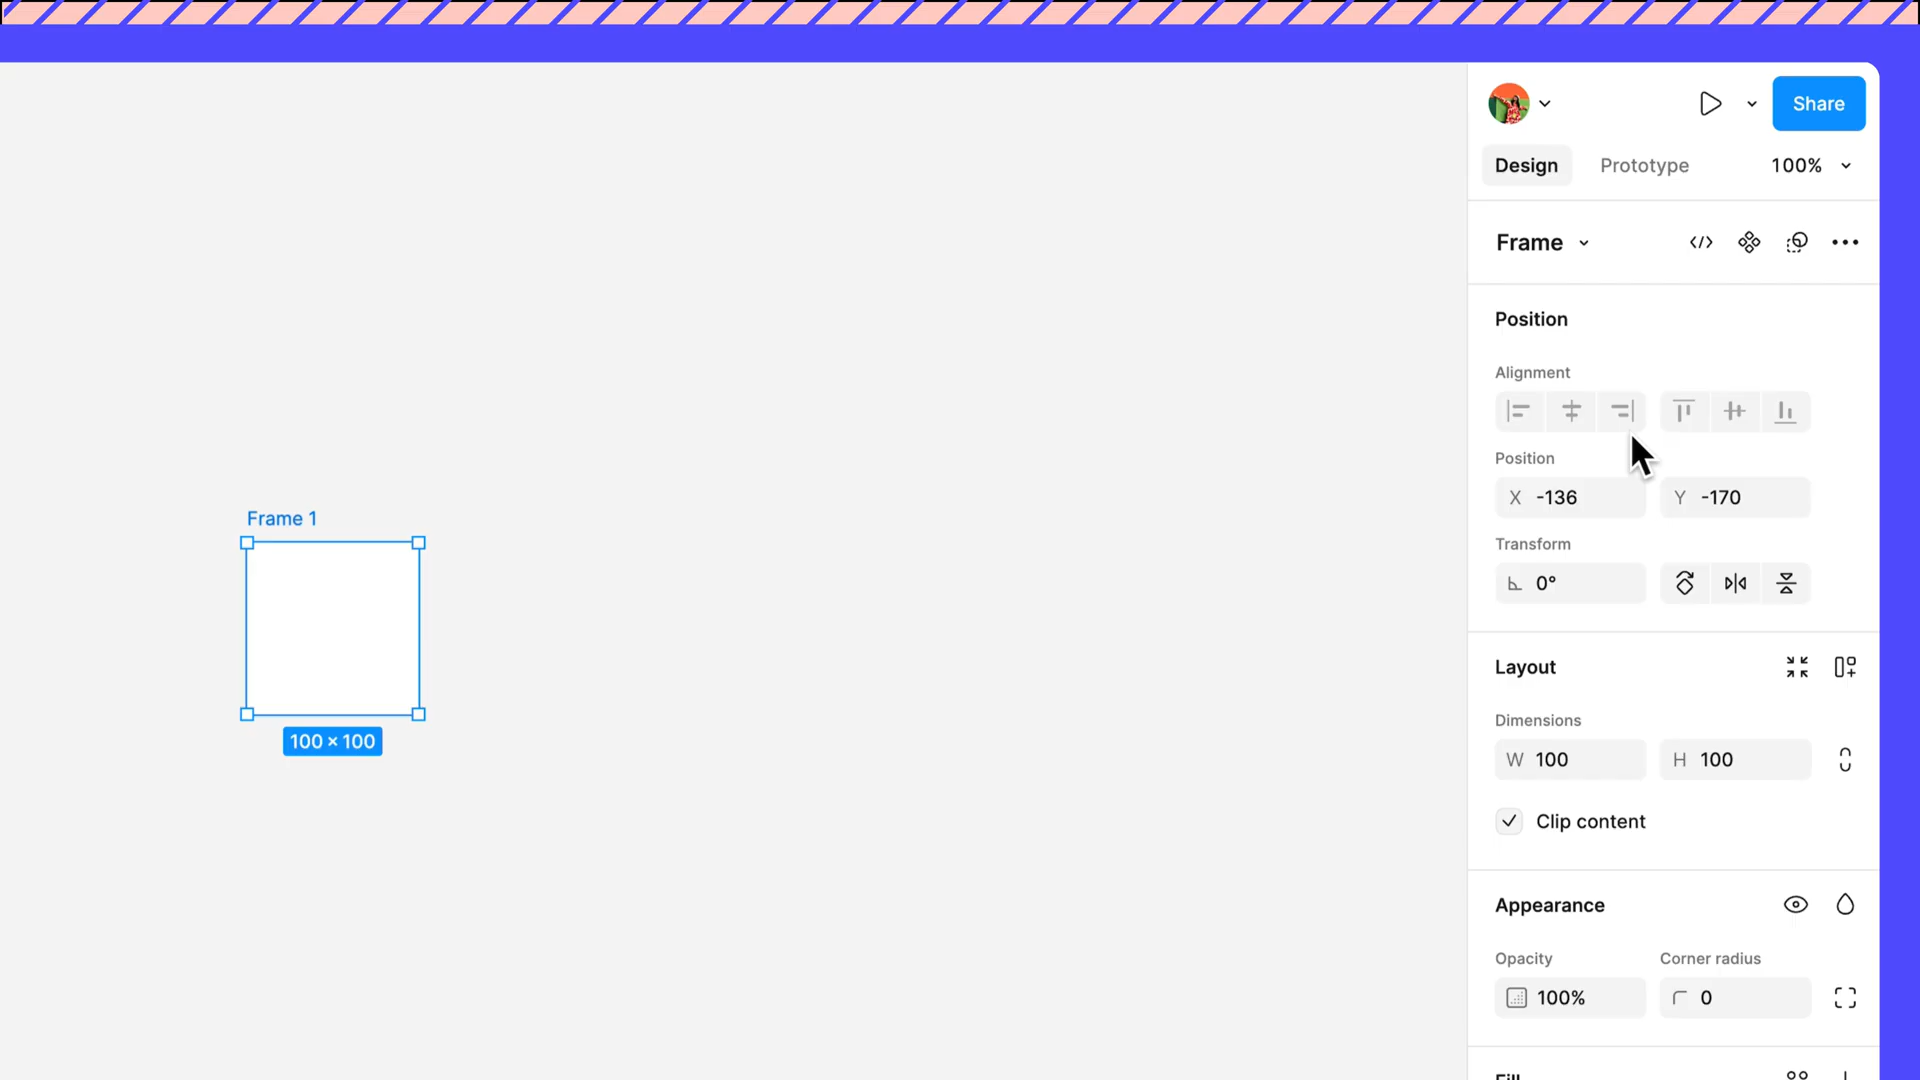 Share
Design Prototype 100%
Frame
Position
Alignment
Position
X -136 Y -170
Transform
0°
Frame 1
100 × 100
Layout
Dimensions
W 100 H 100
Clip content
Appearance
Opacity Corner radius
100% 0
Fill